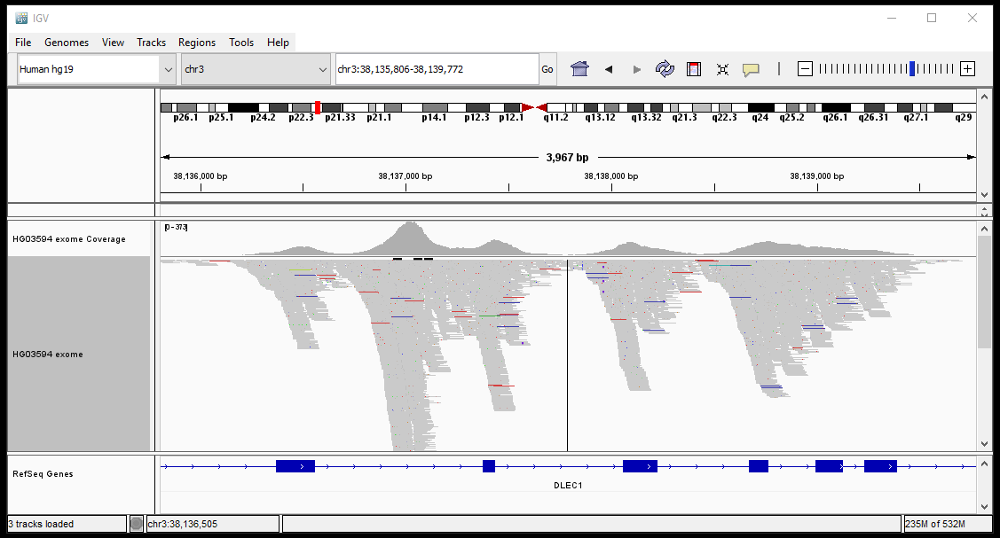 IGV
File Genomes View Tracks Regions Tools Help
Human hg19 chr3 chr3:38,135,806-38,139,772 Go
p26.1 p25.1 p24.2 p22.3 p21.33 p21.1 p14.1 p12.3 p12.1 q11.2 q13.12 q13.32 q21.3 q22.3 q24 q25.2 q26.1 q26.31 q27.1 q29
3,967 bp
38,136,000 bp 38,137,000 bp 38,138,000 bp 38,139,000 bp
[0 - 373]
HG03594 exome Coverage
HG03594 exome
RefSeq Genes
DLEC1
3 tracks loaded chr3:38,136,505 235M of 532M